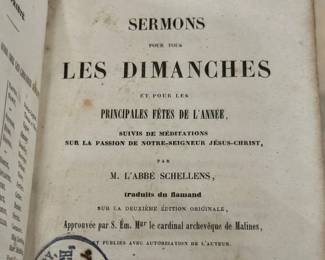 SERMONS
POUR TOUS
LES DIMANCHES
ET POUR LES
PRINCIPALES FÊTES DE L'ANNÉE,
SUIVIS DE MÉDITATIONS
SUR LA PASSION DE NOTRE-SEIGNEUR JÉSUS-CHRIST,
PAR
M. L'ABBÉ SCHELLENS,
traduits du flamand
SUR LA DEUXIÈME ÉDITION ORIGINALE,
Approuvée par S. Ém. Mgr le cardinal archevêque de Malines,
ET PUBLIÉS AVEC AUTORISATION DE L'AUTEUR.